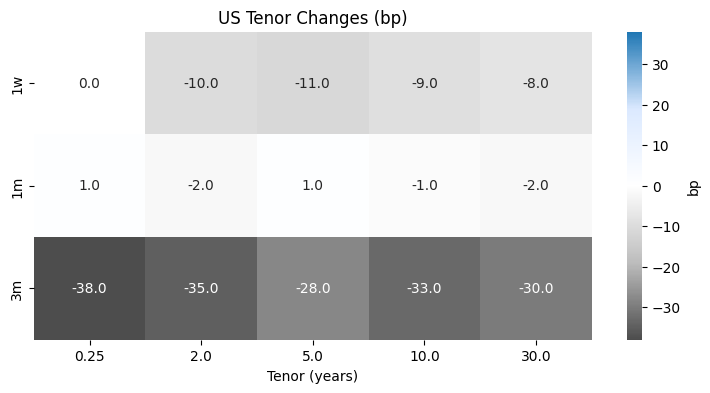 US Tenor Changes (bp)
1w 0.0 -10.0 -11.0 -9.0 -8.0
1m 1.0 -2.0 1.0 -1.0 -2.0
3m -38.0 -35.0 -28.0 -33.0 -30.0
0.25 2.0 5.0 10.0 30.0
Tenor (years)
30
20
10
0
−10
−20
−30
bp